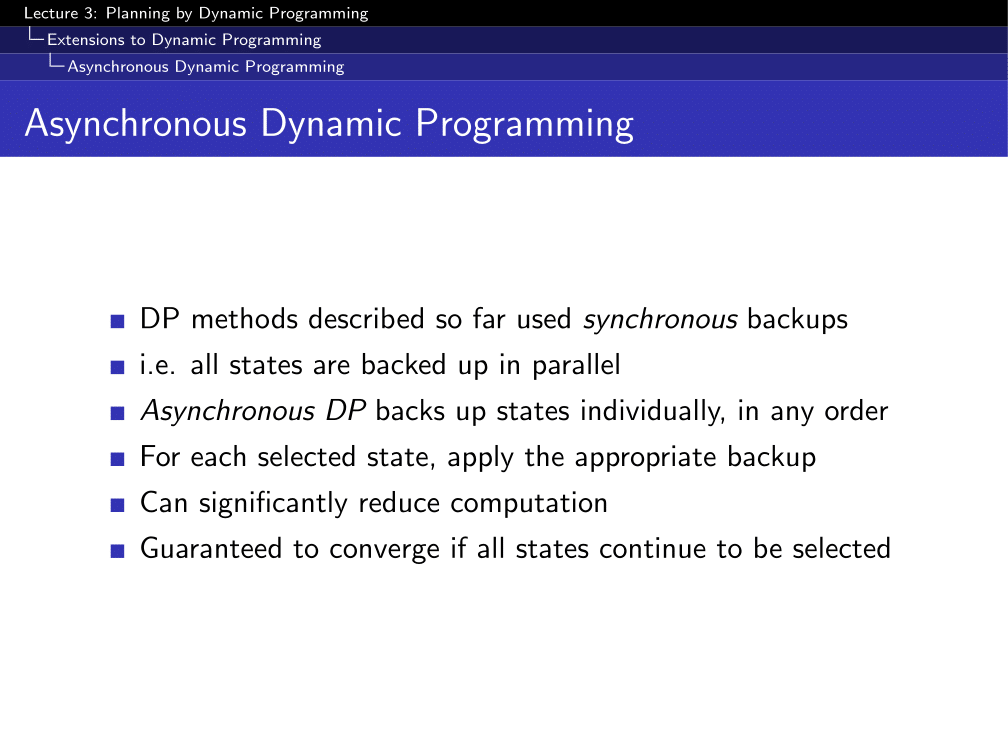 Lecture 3: Planning by Dynamic Programming
Extensions to Dynamic Programming
Asynchronous Dynamic Programming
Asynchronous Dynamic Programming
DP methods described so far used synchronous backups
i.e. all states are backed up in parallel
Asynchronous DP backs up states individually, in any order
For each selected state, apply the appropriate backup
Can significantly reduce computation
Guaranteed to converge if all states continue to be selected